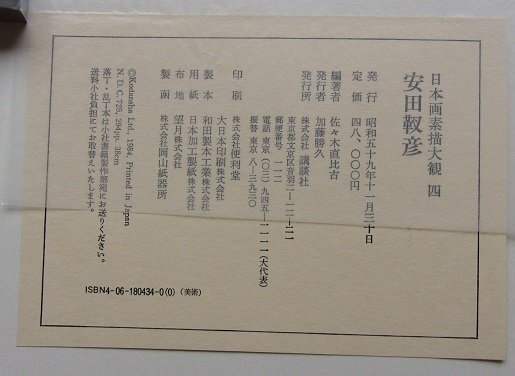 日本画素描大観 四
安田靫彦
発行 昭和五十九年十一月三十日
定価 四八、〇〇〇円
編著者 佐々木直比古
発行者 加藤勝久
発行所 株式会社 講談社
東京都文京区音羽二―一二―二一
郵便番号 一一二
電話 東京(〇三)九四五―一一一一(大代表)
振替 東京 八―三九三〇
印刷 株式会社便利堂
大日本印刷株式会社
製本 和田製本工業株式会社
用紙 日本加工製紙株式会社
布地 望月株式会社
製函 株式会社岡山紙器所
©Kodansha Ltd., 1984, Printed in Japan
N.D.C.725, 294pp. 38cm
落丁・乱丁本は小社書籍製作部宛にお送りください。
送料小社負担にてお取替えいたします。
ISBN4-06-180434-0(0) (美術)